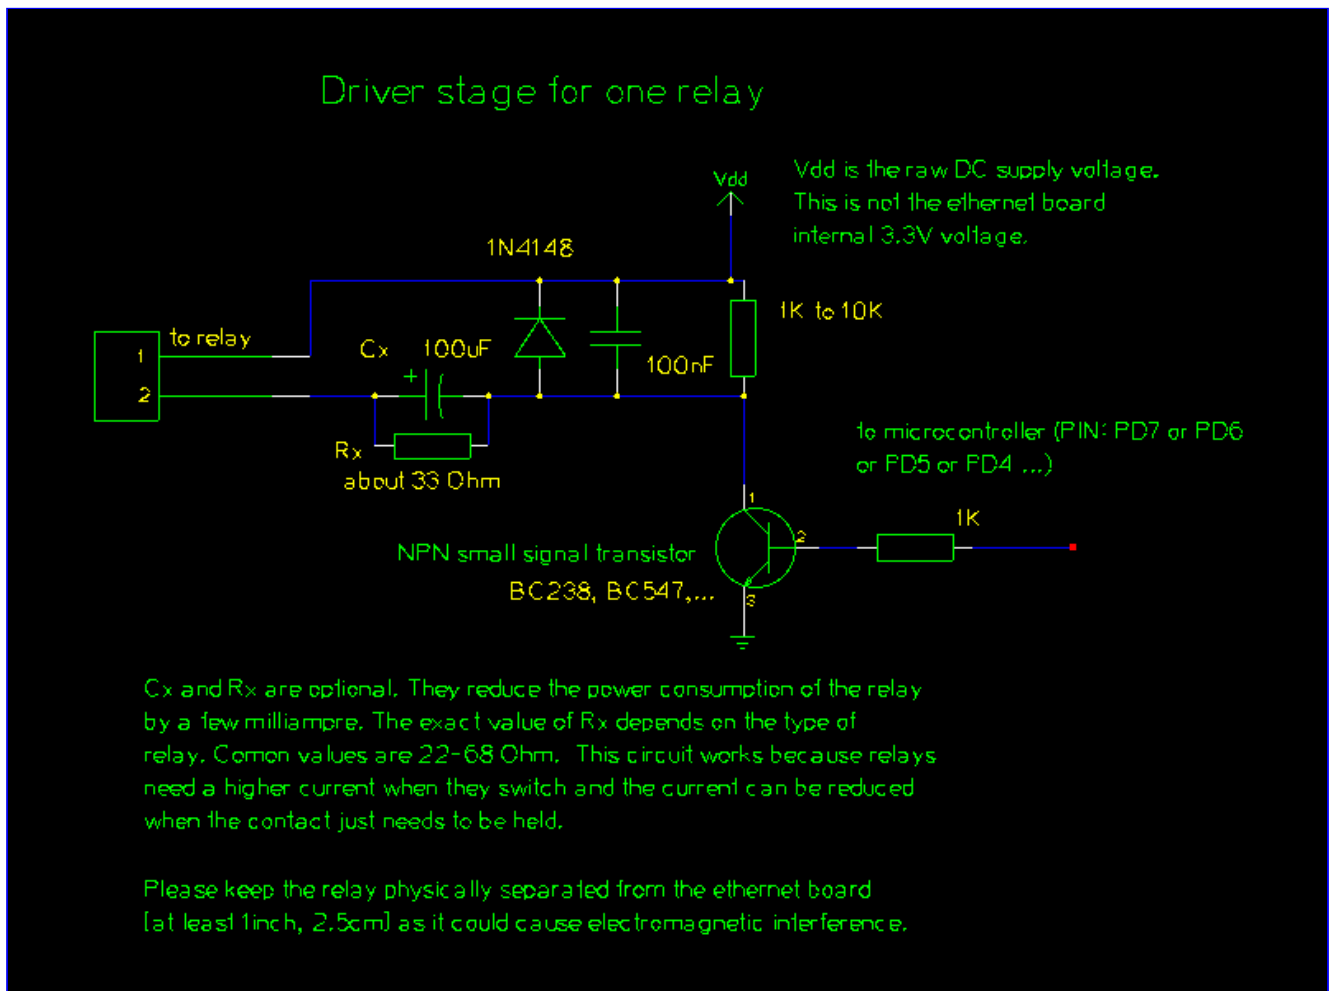 Driver stage for one relay
Vdd
Vdd is the raw DC supply voltage.
This is not the ethernet board
internal 3.3V voltage.
1N4148
1K to 10K
to relay
1
2
Cx
100uF
+
100nF
Rx
about 33 Ohm
to microcontroller (PIN: PD7 or PD6
or PD5 or PD4 ...)
1
2
3
1K
NPN small signal transistor
BC238, BC547,...
Cx and Rx are optional. They reduce the power consumption of the relay
by a few milliampre. The exact value of Rx depends on the type of
relay. Comon values are 22-68 Ohm. This circuit works because relays
need a higher current when they switch and the current can be reduced
when the contact just needs to be held.
Please keep the relay physically separated from the ethernet board
[at least 1inch, 2.5cm] as it could cause electromagnetic interference.